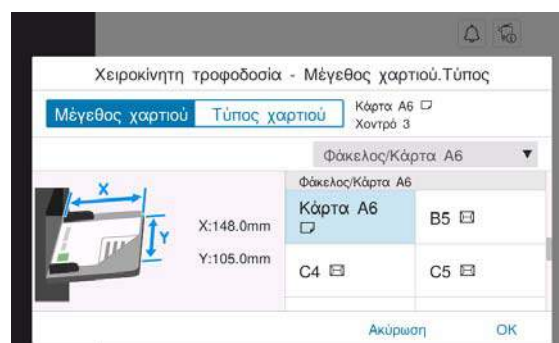 Χειροκίνητη τροφοδοσία - Μέγεθος χαρτιού.Τύπος
Μέγεθος χαρτιού
Τύπος χαρτιού
Κάρτα A6
Χοντρό 3
Φάκελος/Κάρτα A6
Φάκελος/Κάρτα A6
X
Y
X:148.0mm
Y:105.0mm
Κάρτα A6
B5
C4
C5
Ακύρωση
OK